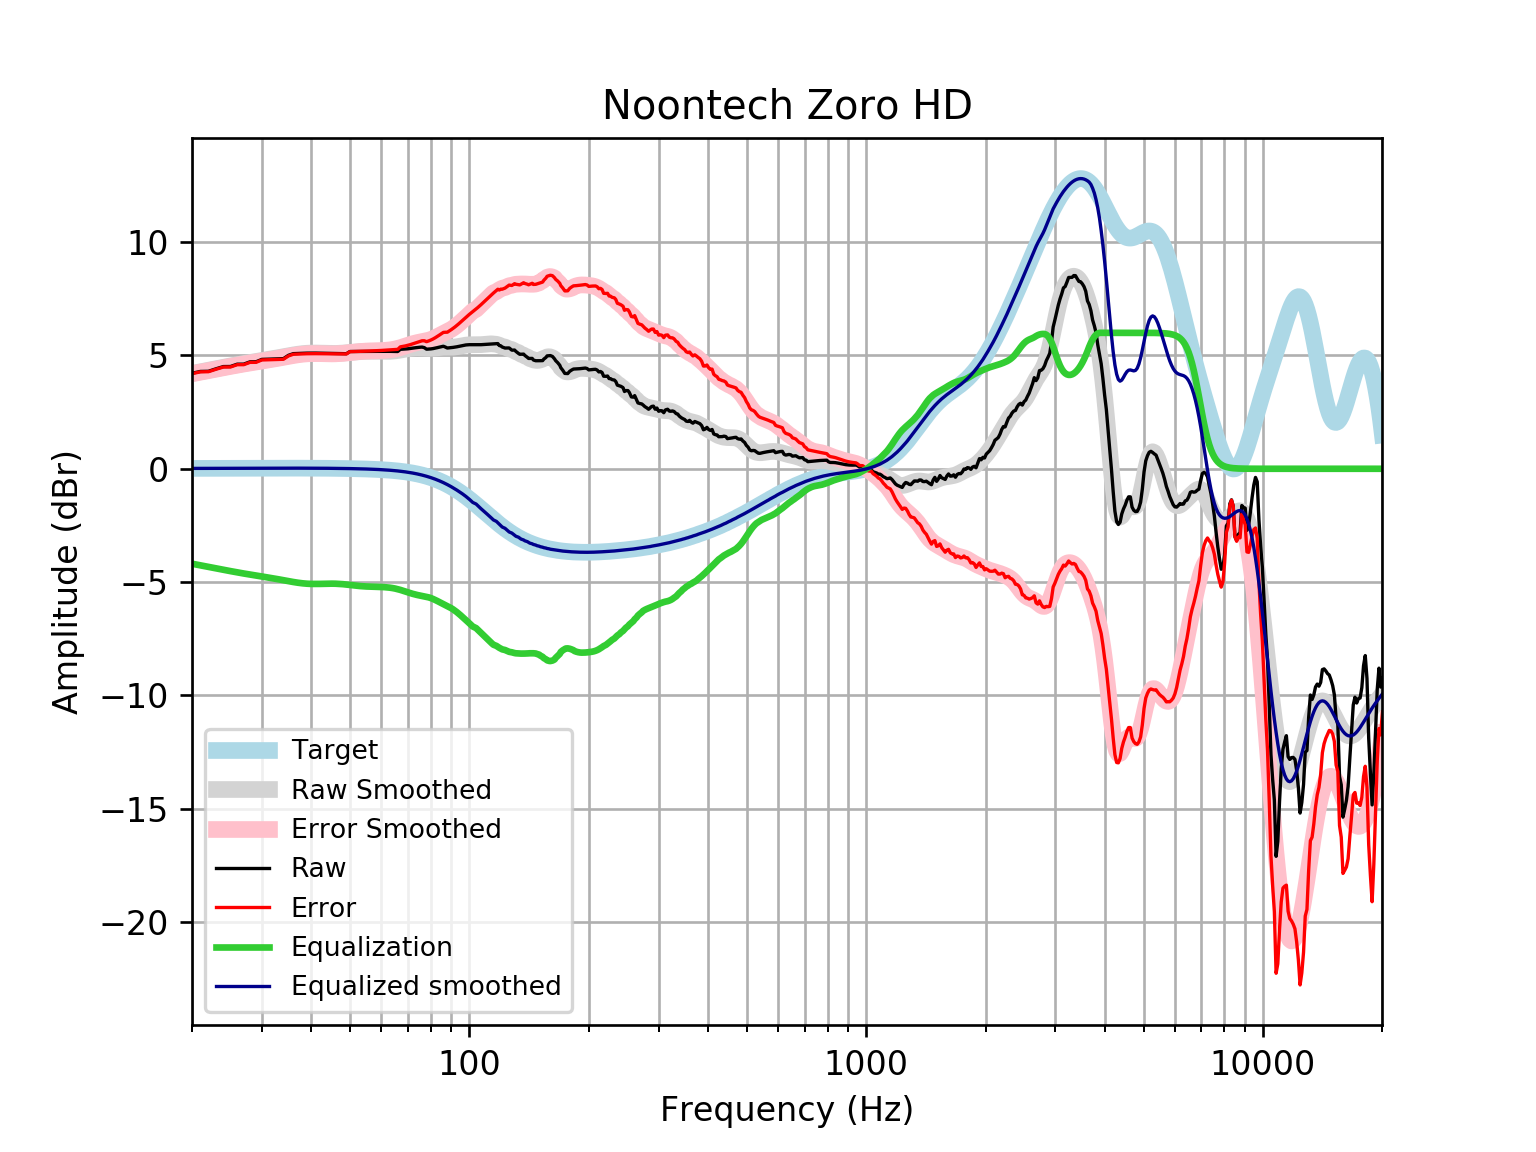 Noontech Zoro HD
Amplitude (dBr)
10
5
0
−5
−10
−15
−20
Target
Raw Smoothed
Error Smoothed
Raw
Error
Equalization
Equalized smoothed
100
1000
10000
Frequency (Hz)